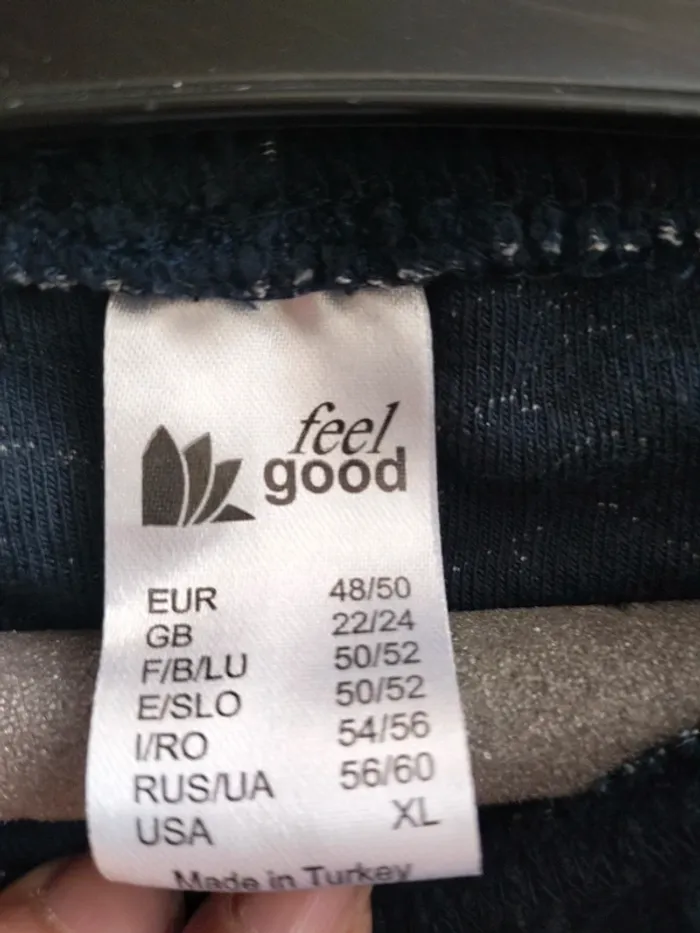 feel
good
EUR 48/50
GB 22/24
F/B/LU 50/52
E/SLO 50/52
I/RO 54/56
RUS/UA 56/60
USA XL
Made in Turkey